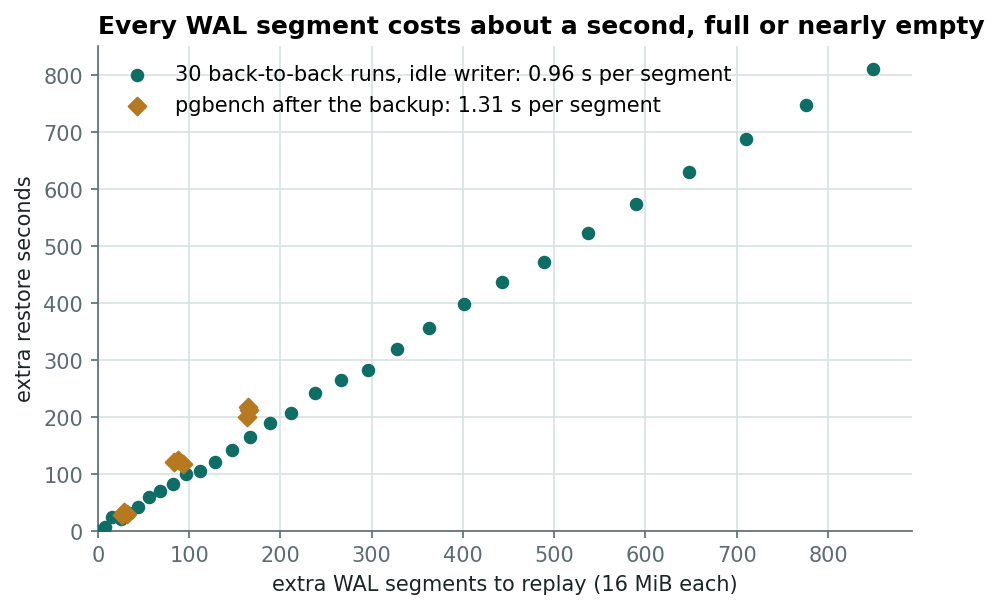 Every WAL segment costs about a second, full or nearly empty
30 back-to-back runs, idle writer: 0.96 s per segment
pgbench after the backup: 1.31 s per segment
extra restore seconds
800
700
600
500
400
300
200
100
0
0 100 200 300 400 500 600 700 800
extra WAL segments to replay (16 MiB each)